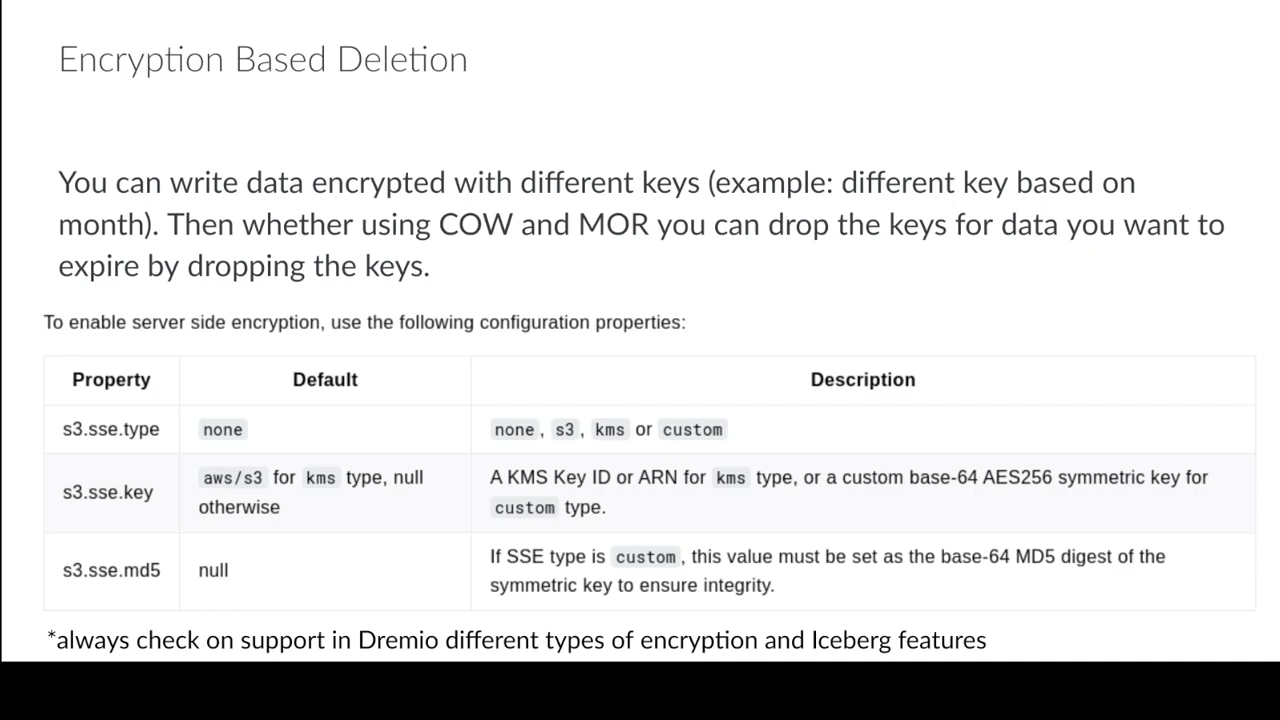 Encryption Based Deletion
You can write data encrypted with different keys (example: different key based on
month). Then whether using COW and MOR you can drop the keys for data you want to
expire by dropping the keys.
To enable server side encryption, use the following configuration properties:
Property Default Description
s3.sse.type none none, s3, kms or custom
s3.sse.key aws/s3 for kms type, null otherwise A KMS Key ID or ARN for kms type, or a custom base-64 AES256 symmetric key for custom type.
s3.sse.md5 null If SSE type is custom, this value must be set as the base-64 MD5 digest of the symmetric key to ensure integrity.
*always check on support in Dremio different types of encryption and Iceberg features